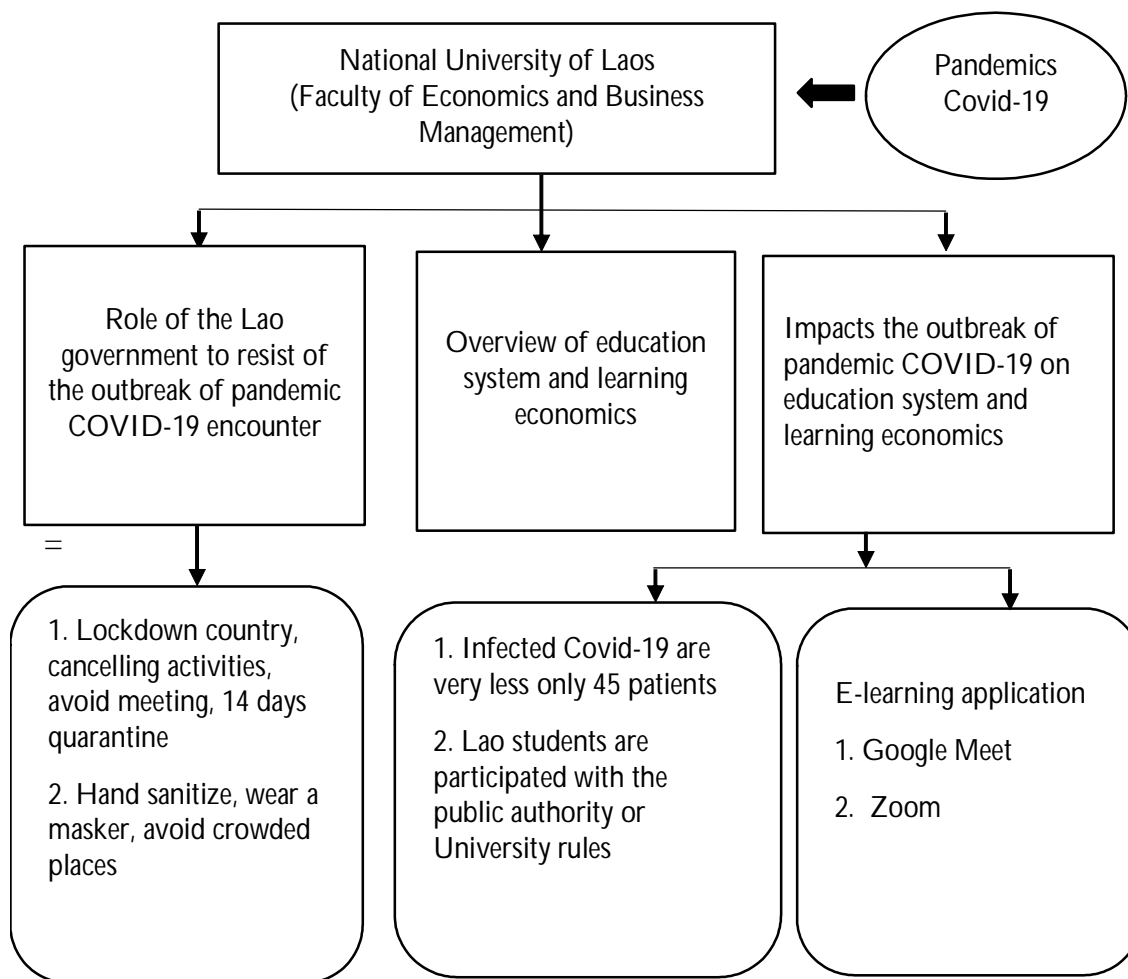 National University of Laos
(Faculty of Economics and Business
Management)
Pandemics
Covid-19
Role of the Lao
government to resist of
the outbreak of pandemic
COVID-19 encounter
Overview of education
system and learning
economics
Impacts the outbreak of
pandemic COVID-19 on
education system and
learning economics
=
1. Lockdown country,
cancelling activities,
avoid meeting, 14 days
quarantine
2. Hand sanitize, wear a
masker, avoid crowded
places
1. Infected Covid-19 are
very less only 45 patients
2. Lao students are
participated with the
public authority or
University rules
E-learning application
1. Google Meet
2. Zoom